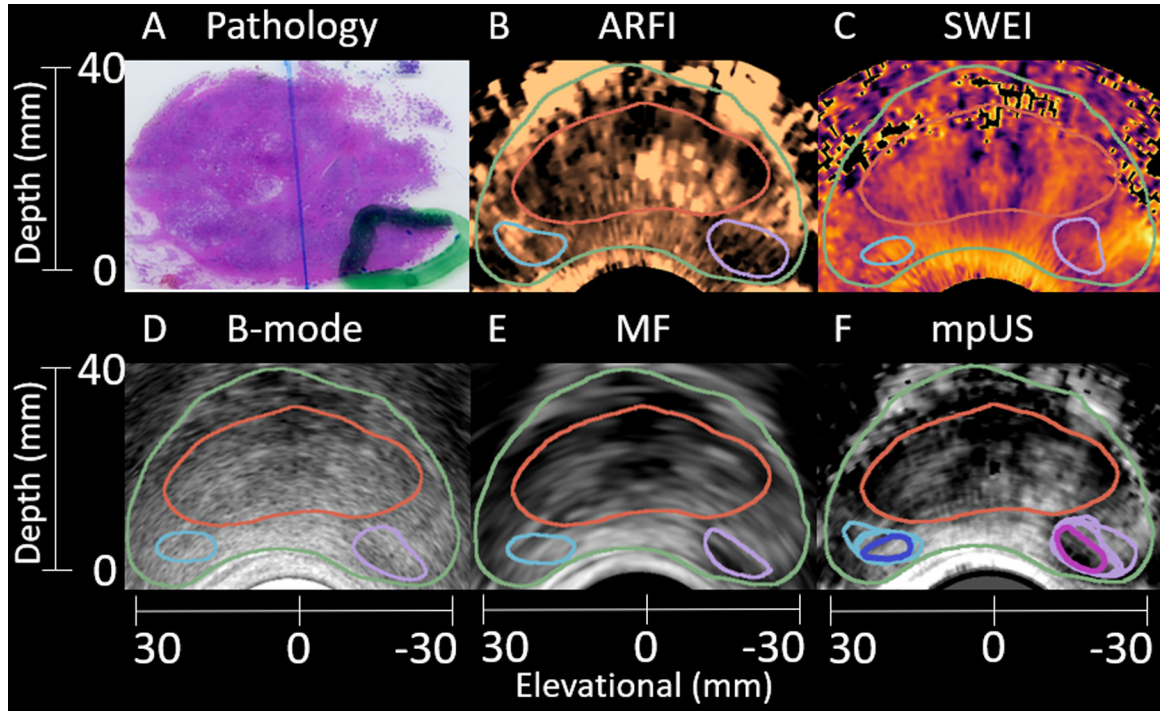 A Pathology
B ARFI
C SWEI
40
Depth (mm)
0
D B-mode
E MF
F mpUS
40
Depth (mm)
0
30 0 -30
30 0 -30
30 0 -30
Elevational (mm)